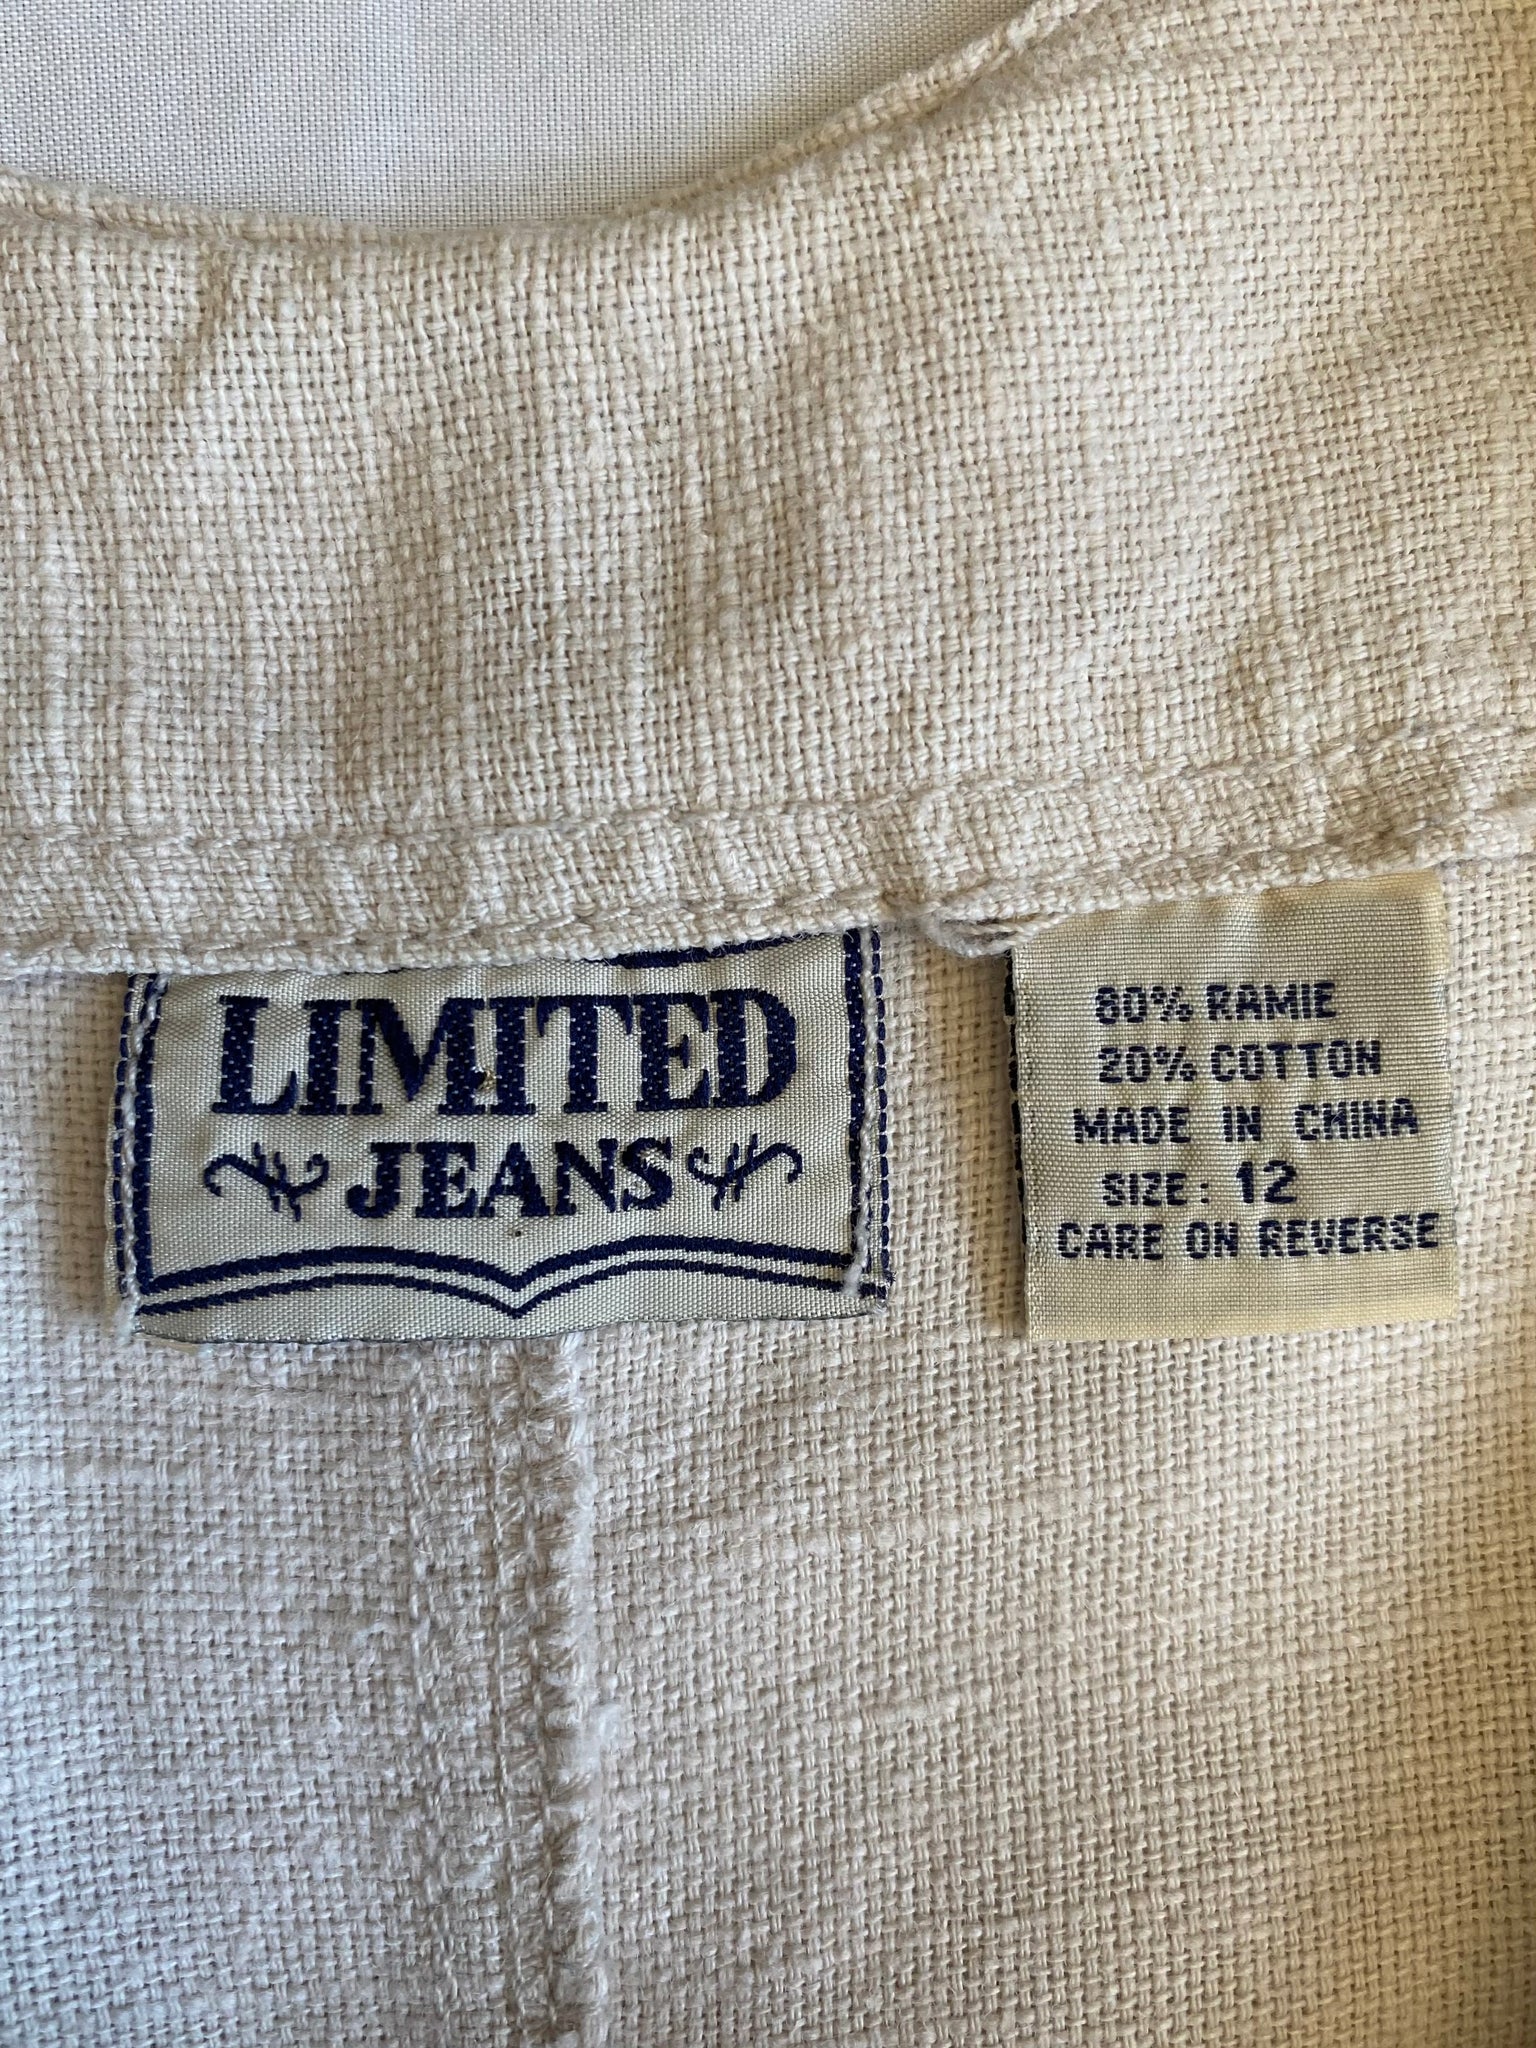 LIMITED
JEANS
80% RAMIE
20% COTTON
MADE IN CHINA
SIZE: 12
CARE ON REVERSE